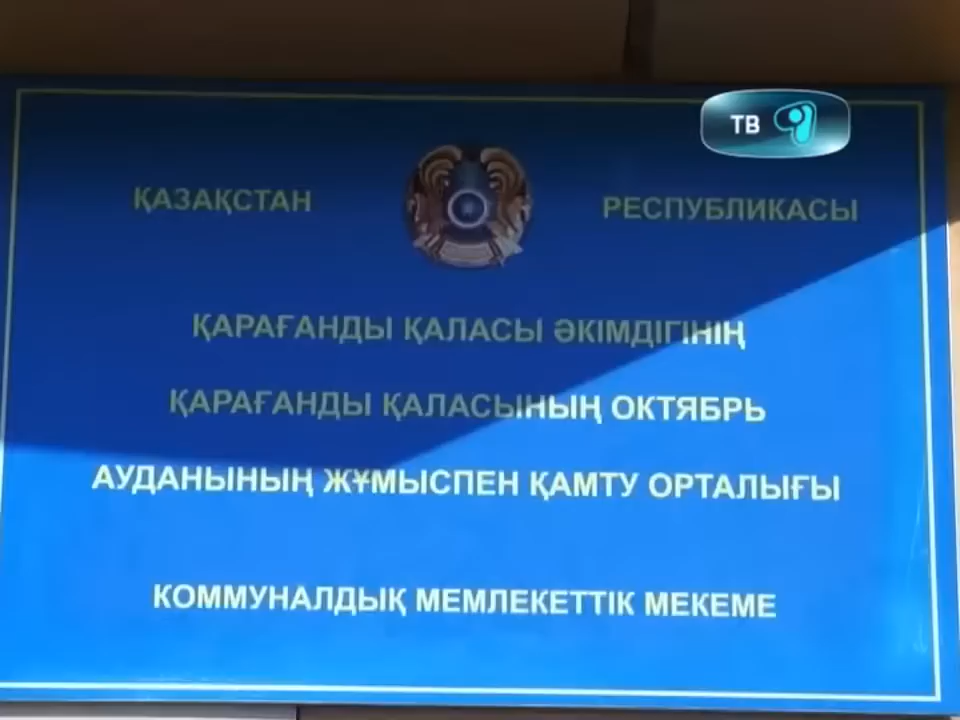 ТВ
ҚАЗАҚСТАН РЕСПУБЛИКАСЫ
ҚАРАҒАНДЫ ҚАЛАСЫ ӘКІМДІГІНІҢ
ҚАРАҒАНДЫ ҚАЛАСЫНЫҢ ОКТЯБРЬ
АУДАНЫНЫҢ ЖҰМЫСПЕН ҚАМТУ ОРТАЛЫҒЫ
КОММУНАЛДЫҚ МЕМЛЕКЕТТІК МЕКЕМЕ